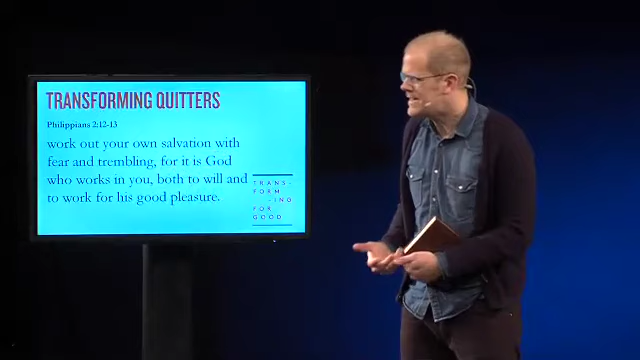 TRANSFORMING QUITTERS
Philippians 2:12-13
work out your own salvation with
fear and trembling, for it is God
who works in you, both to will and
to work for his good pleasure.
TRANS-
FORM
-ING
FOR
GOOD